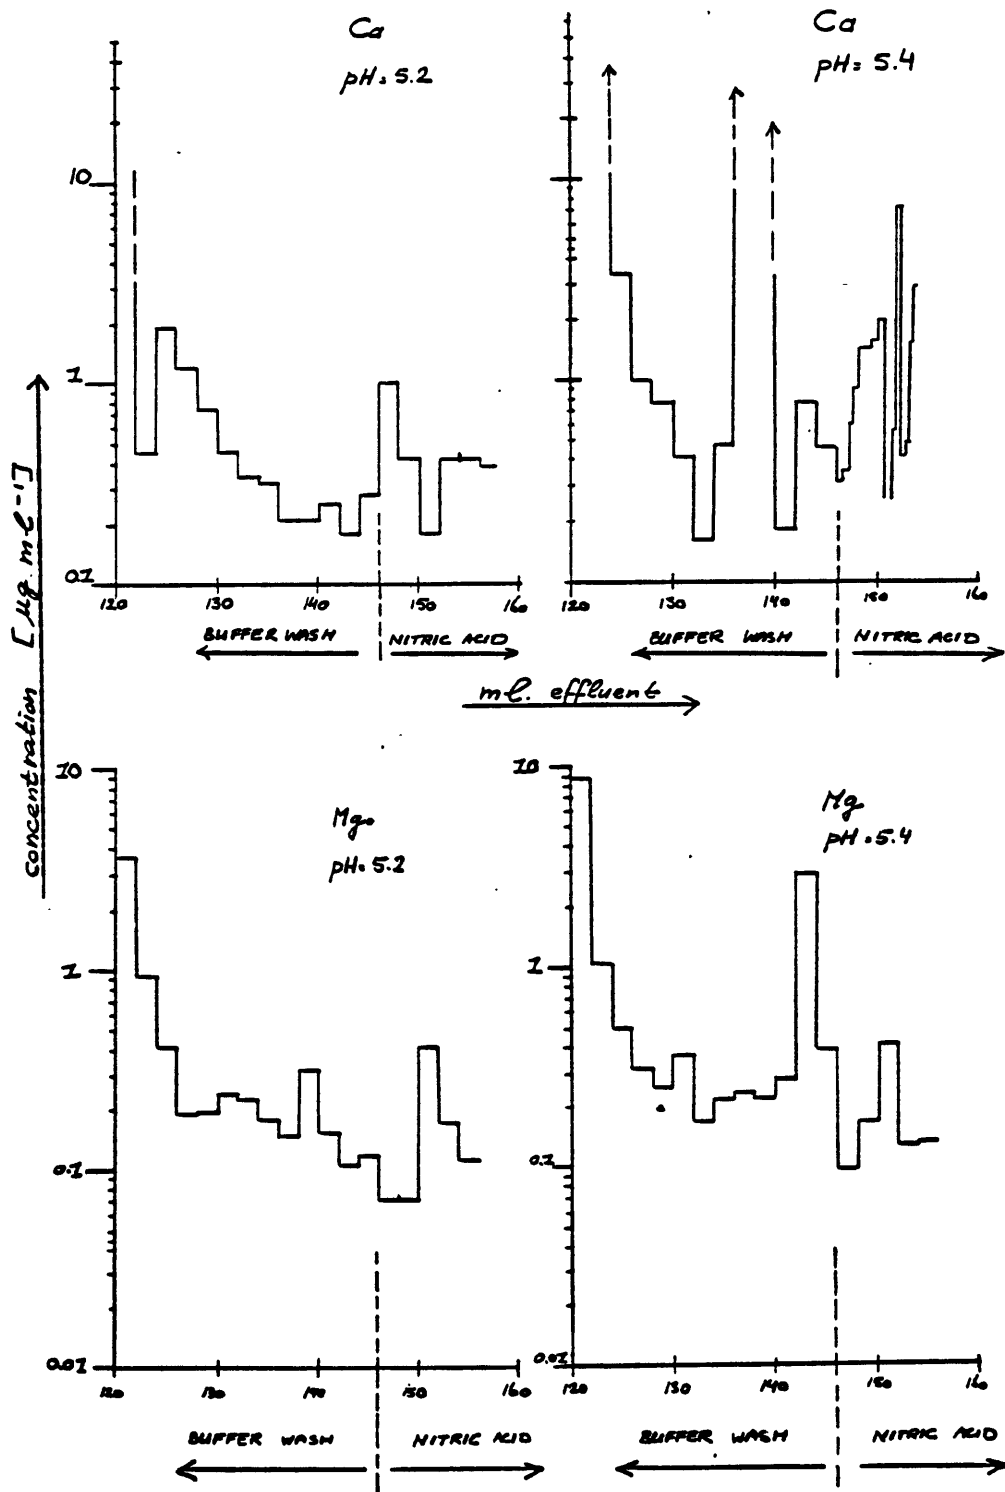 Ca
pH= 5.2
10
1
0.1
120 130 140 150 160
BUFFER WASH NITRIC ACID
Ca
pH= 5.4
120 130 140 150 160
BUFFER WASH NITRIC ACID
concentration [µg.ml-1]
ml. effluent
10
1
0.1
0.01
Mg.
pH= 5.2
120 130 140 150 160
BUFFER WASH NITRIC ACID
10
1
0.1
0.01
Mg
pH= 5.4
120 130 140 150 160
BUFFER WASH NITRIC ACID